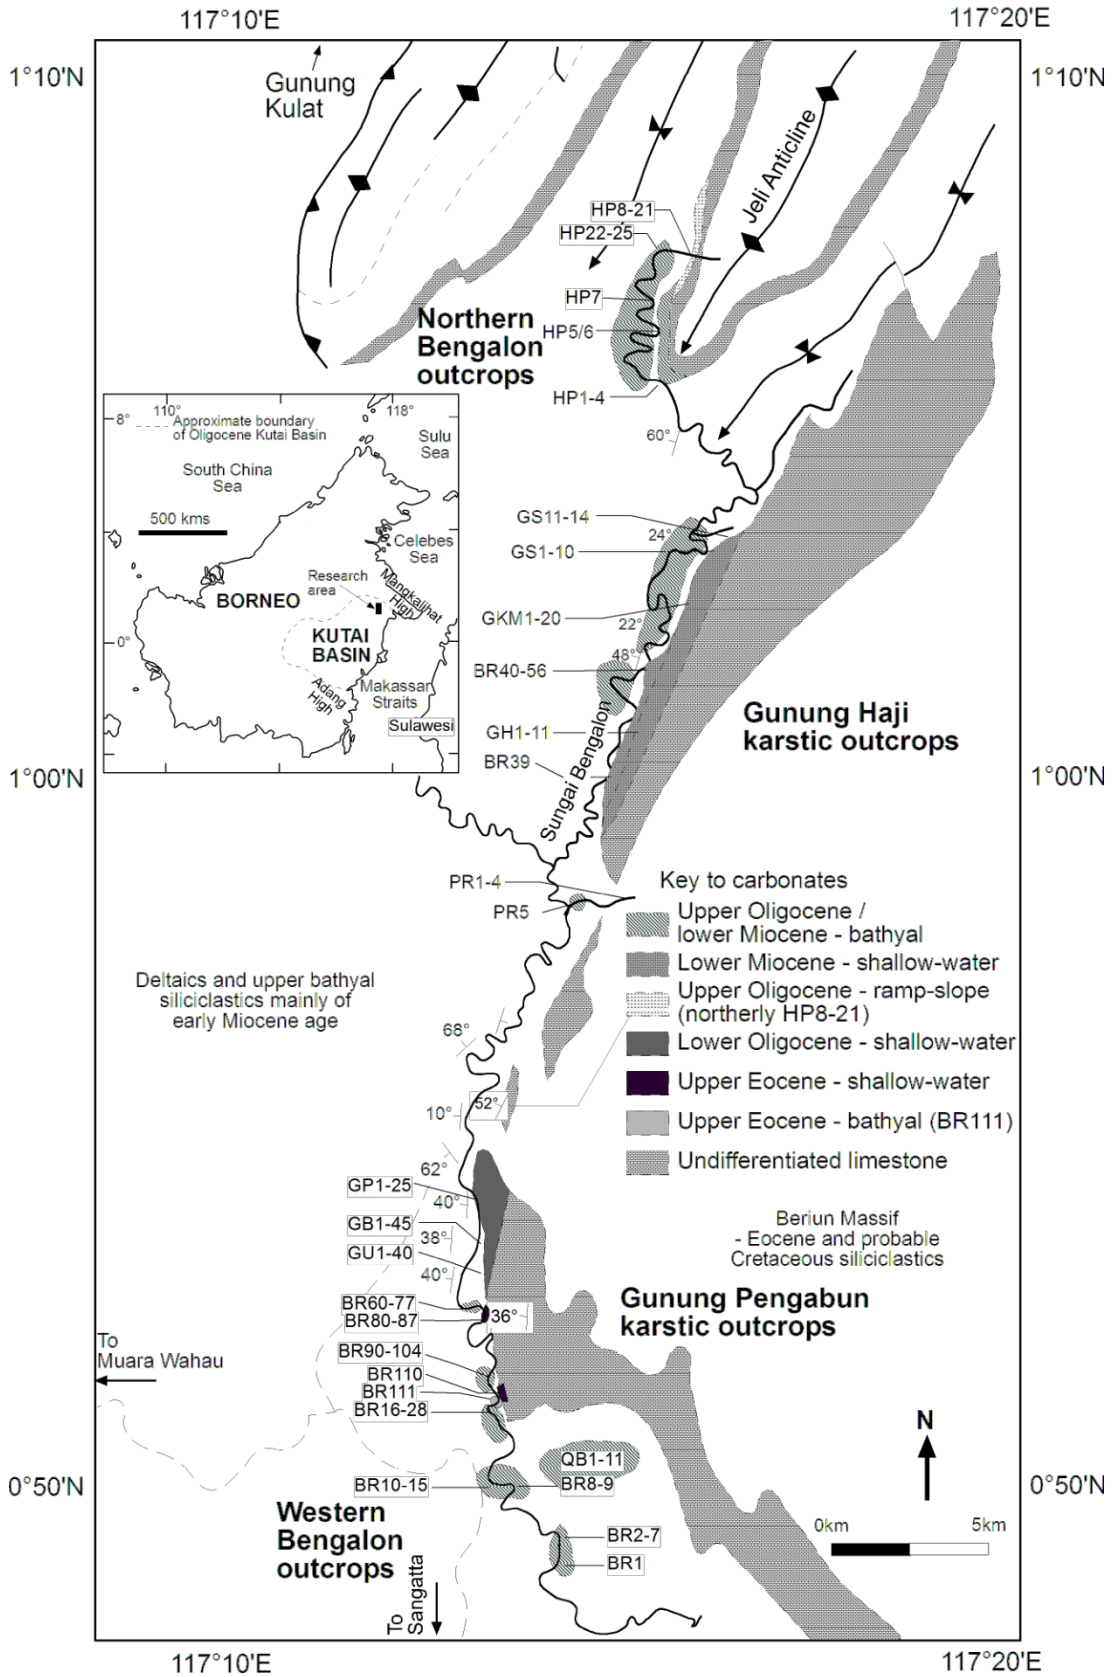 117°10'E
117°20'E
1°10'N
1°10'N
Gunung
Kulat
Jeli Anticline
HP8-21
HP22-25
HP7
Northern
Bengalon
outcrops
HP5/6
HP1-4
60°
110°
118°
8°
Approximate boundary
of Oligocene Kutai Basin
Sulu
Sea
South China
Sea
500 kms
Celebes
Sea
Research
area
Mangkalihat
High
BORNEO
KUTAI
BASIN
0°
Adang
High
Makassar
Straits
Sulawesi
GS11-14
24°
GS1-10
GKM1-20
22°
48°
BR40-56
GH1-11
BR39
Sungai Bengalon
Gunung Haji
karstic outcrops
1°00'N
1°00'N
PR1-4
PR5
Key to carbonates
Upper Oligocene /
lower Miocene - bathyal
Lower Miocene - shallow-water
Upper Oligocene - ramp-slope
(northerly HP8-21)
Lower Oligocene - shallow-water
Upper Eocene - shallow-water
Upper Eocene - bathyal (BR111)
Undifferentiated limestone
Deltaics and upper bathyal
siliciclastics mainly of
early Miocene age
68°
52°
10°
62°
GP1-25
40°
GB1-45
38°
GU1-40
40°
Beriun Massif
- Eocene and probable
Cretaceous siliciclastics
BR60-77
BR80-87
36°
Gunung Pengabun
karstic outcrops
To
Muara Wahau
BR90-104
BR110
BR111
BR16-28
N
QB1-11
BR10-15
BR8-9
0°50'N
0°50'N
Western
Bengalon
outcrops
BR2-7
BR1
0km
5km
To
Sangatta
117°10'E
117°20'E